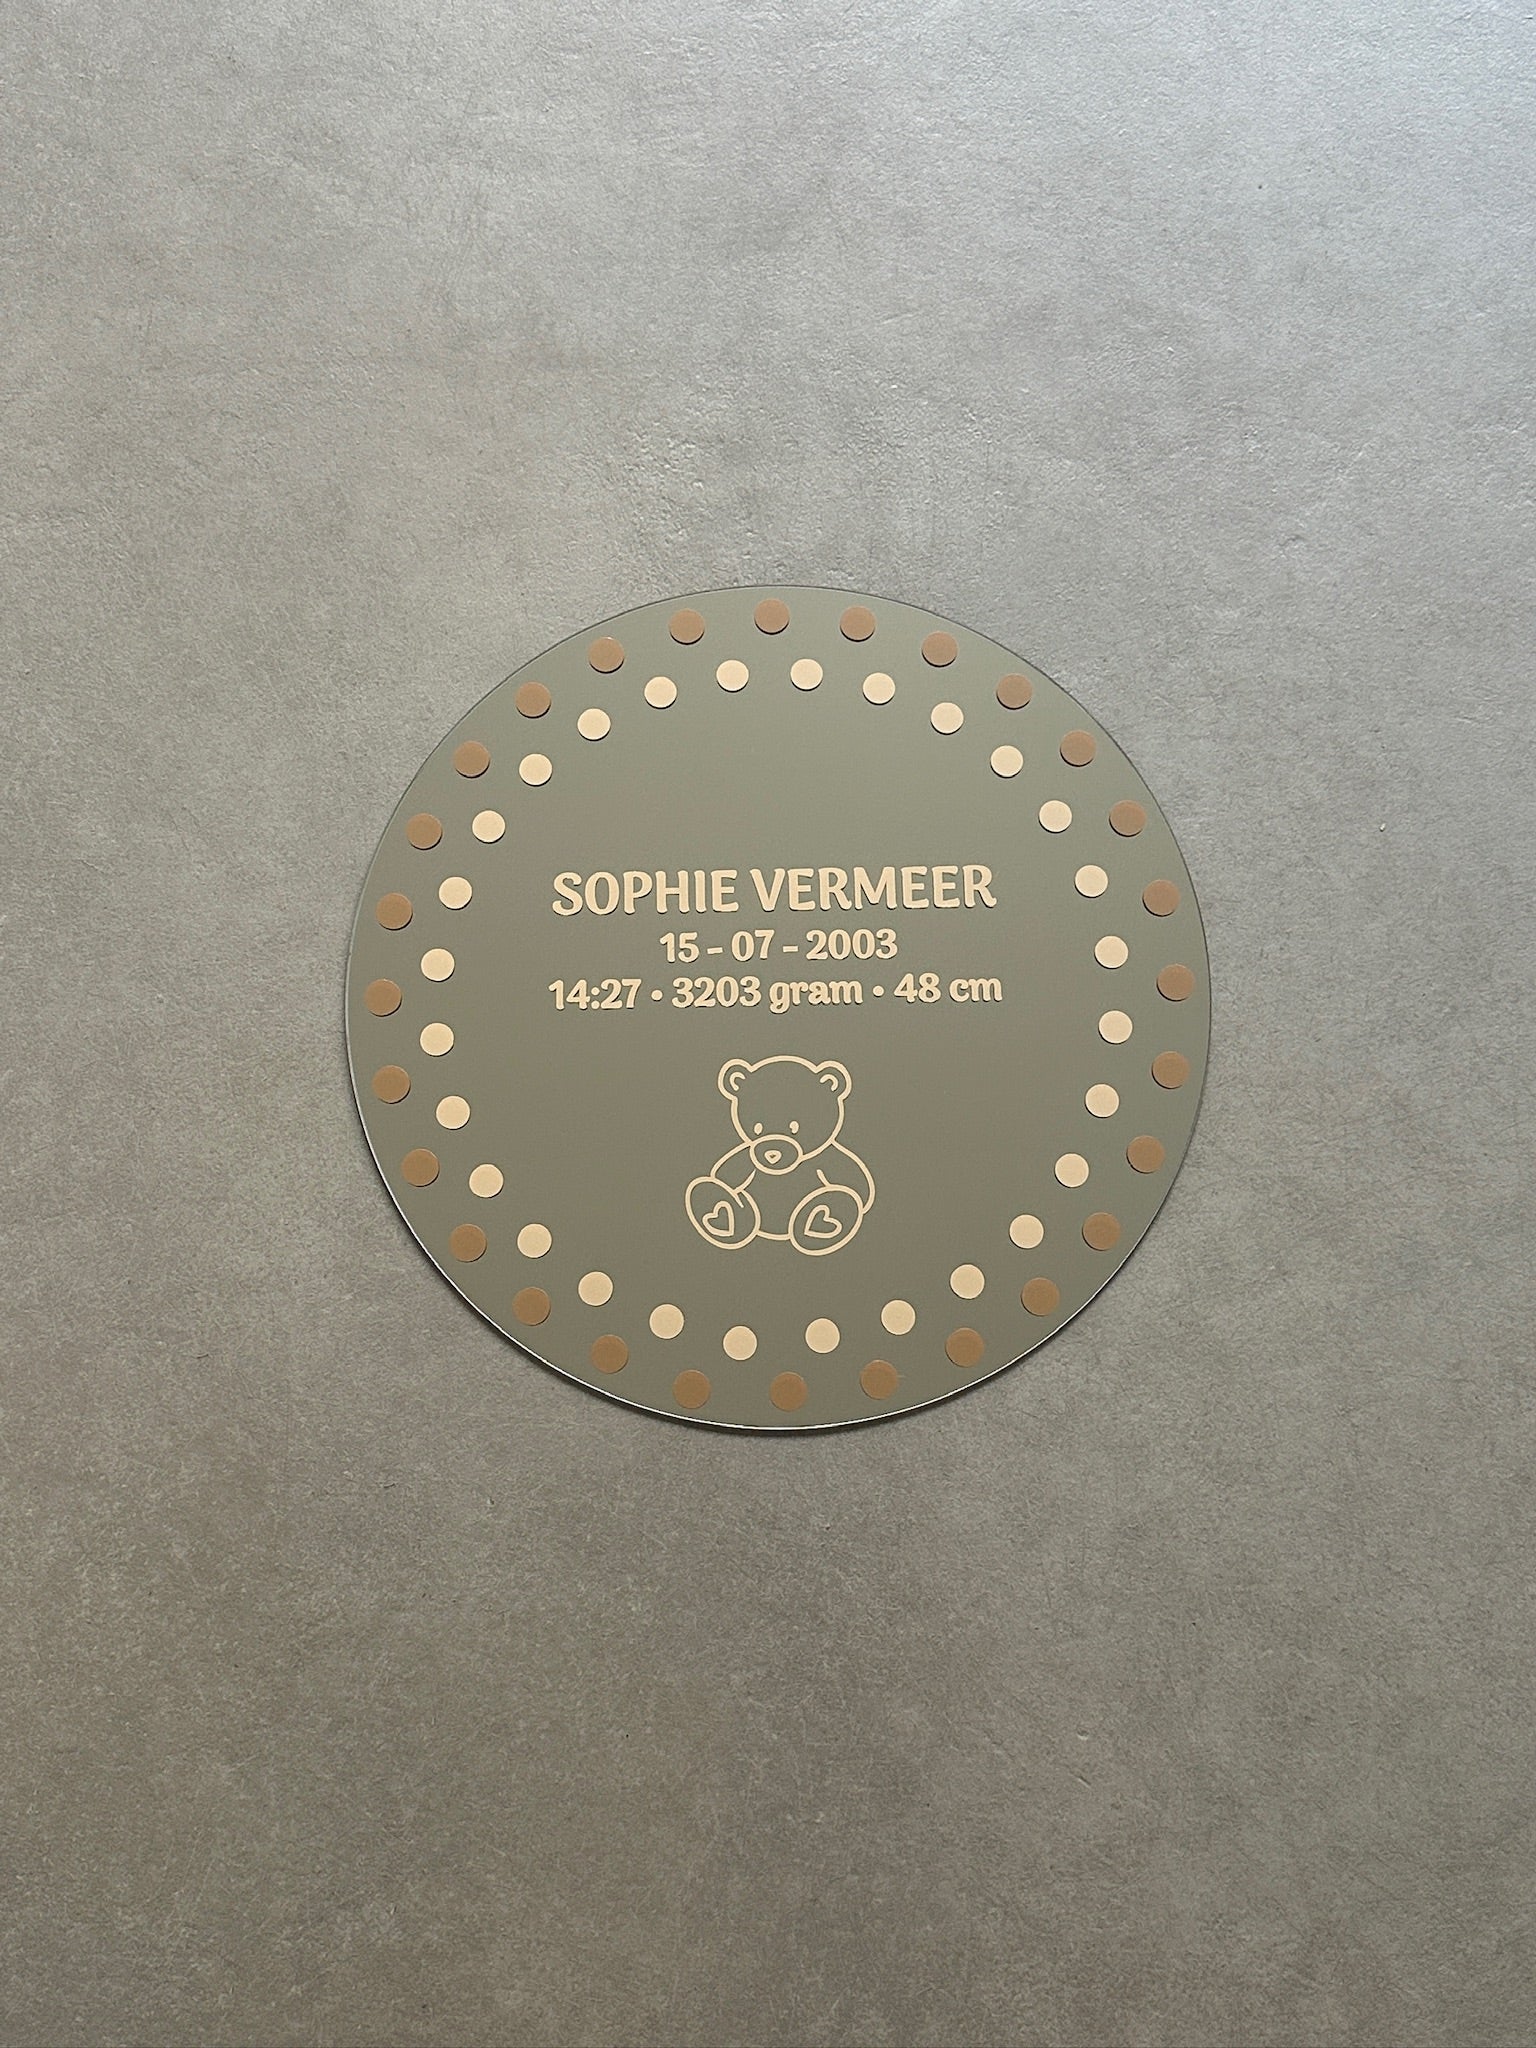 SOPHIE VERMEER
15 - 07 - 2003
14:27 • 3203 gram • 48 cm